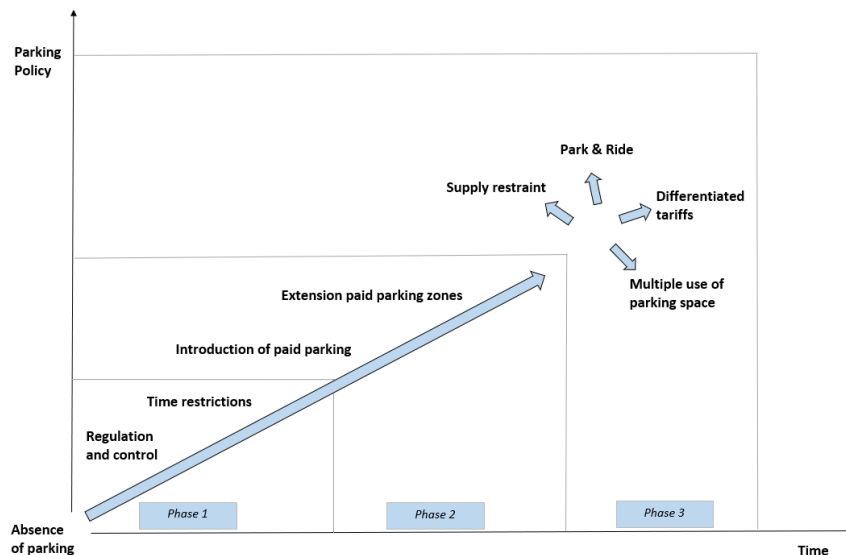 Parking
Policy
Park & Ride
Supply restraint
Differentiated
tariffs
Multiple use of
parking space
Extension paid parking zones
Introduction of paid parking
Time restrictions
Regulation
and control
Phase 1
Phase 2
Phase 3
Absence
of parking
Time